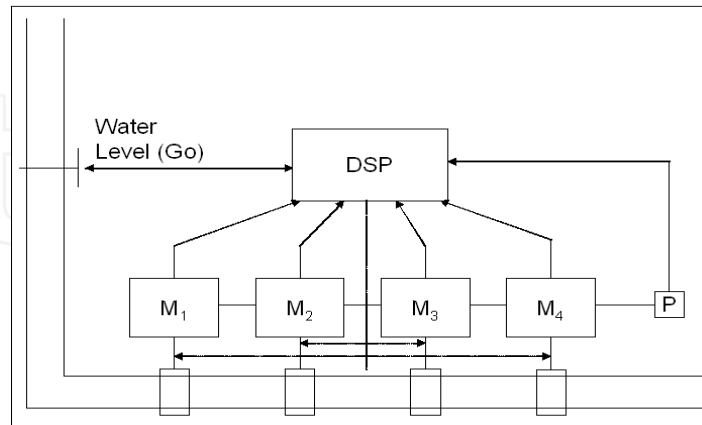 Water
Level (Go)
DSP
M₁
M₂
M₃
M₄
P